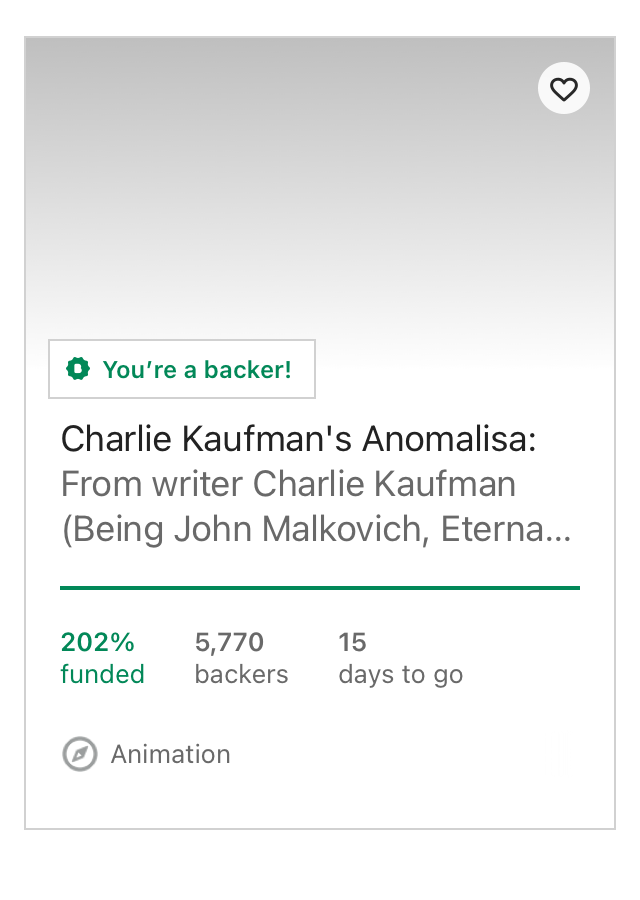 You’re a backer!
Charlie Kaufman's Anomalisa:
From writer Charlie Kaufman
(Being John Malkovich, Eterna...
202% 5,770 15
funded backers days to go
Animation